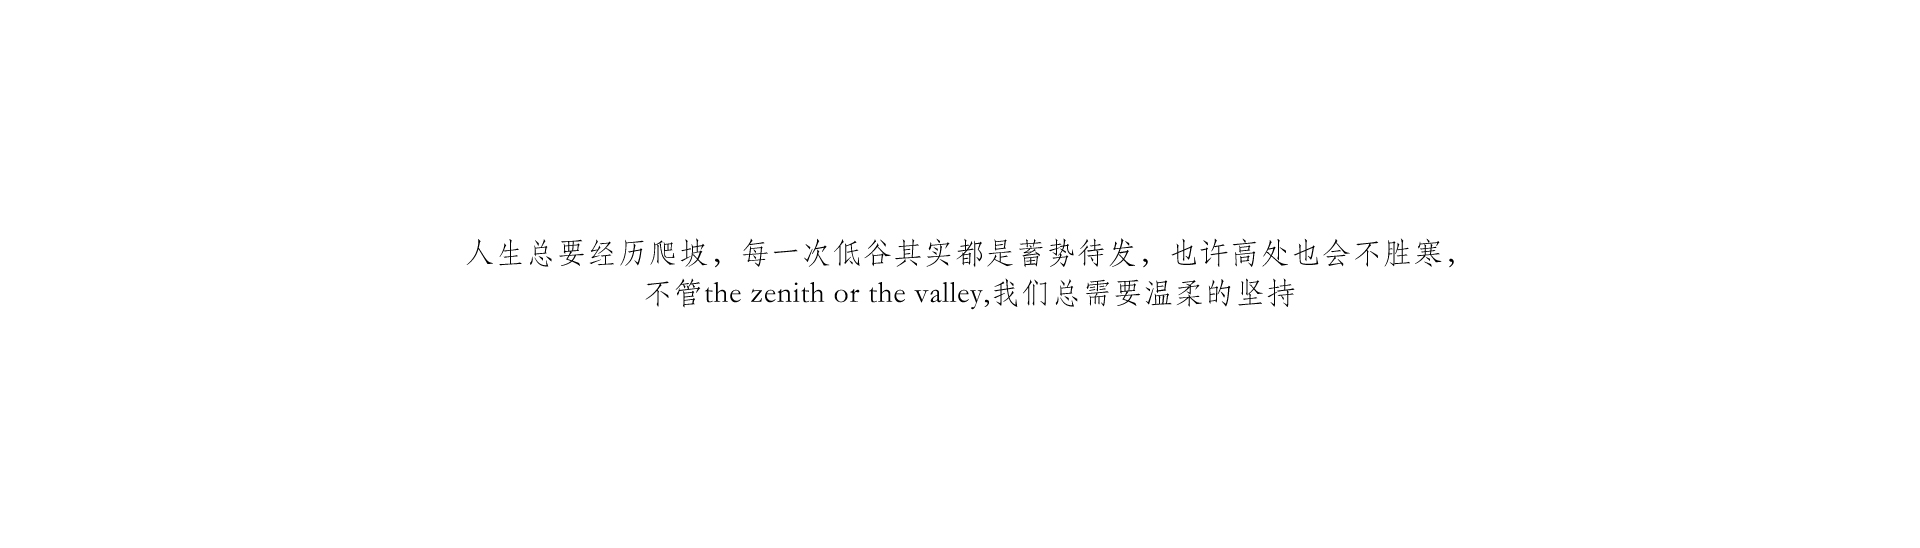 人生总要经历爬坡，每一次低谷其实都是蓄势待发，也许高处也会不胜寒，
不管the zenith or the valley,我们总需要温柔的坚持